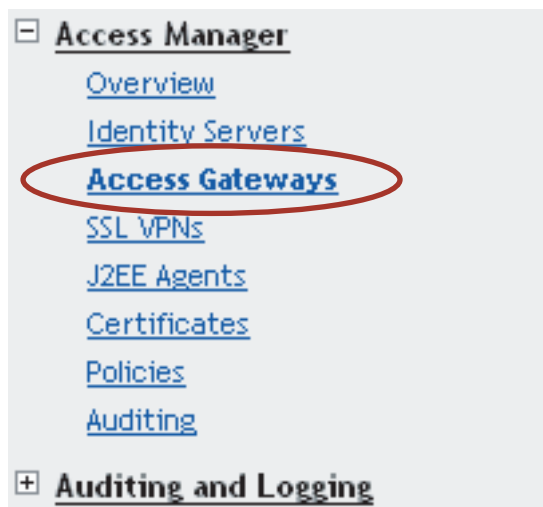 Access Manager
Overview
Identity Servers
Access Gateways
SSL VPNs
J2EE Agents
Certificates
Policies
Auditing
Auditing and Logging